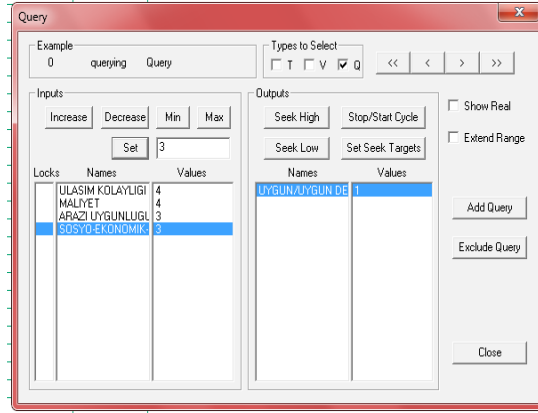 Query
Example
0 querying Query
Types to Select
T V Q
<< < > >>
Inputs
Increase Decrease Min Max
Set 3
Locks Names Values
ULASIM KOLAYLIGI 4
MALIYET 4
ARAZI UYGUNLUGU 3
SOSYO-EKONOMIK- 3
Outputs
Seek High Stop/Start Cycle
Seek Low Set Seek Targets
Names Values
UYGUN/UYGUN DE 1
Show Real
Extend Range
Add Query
Exclude Query
Close